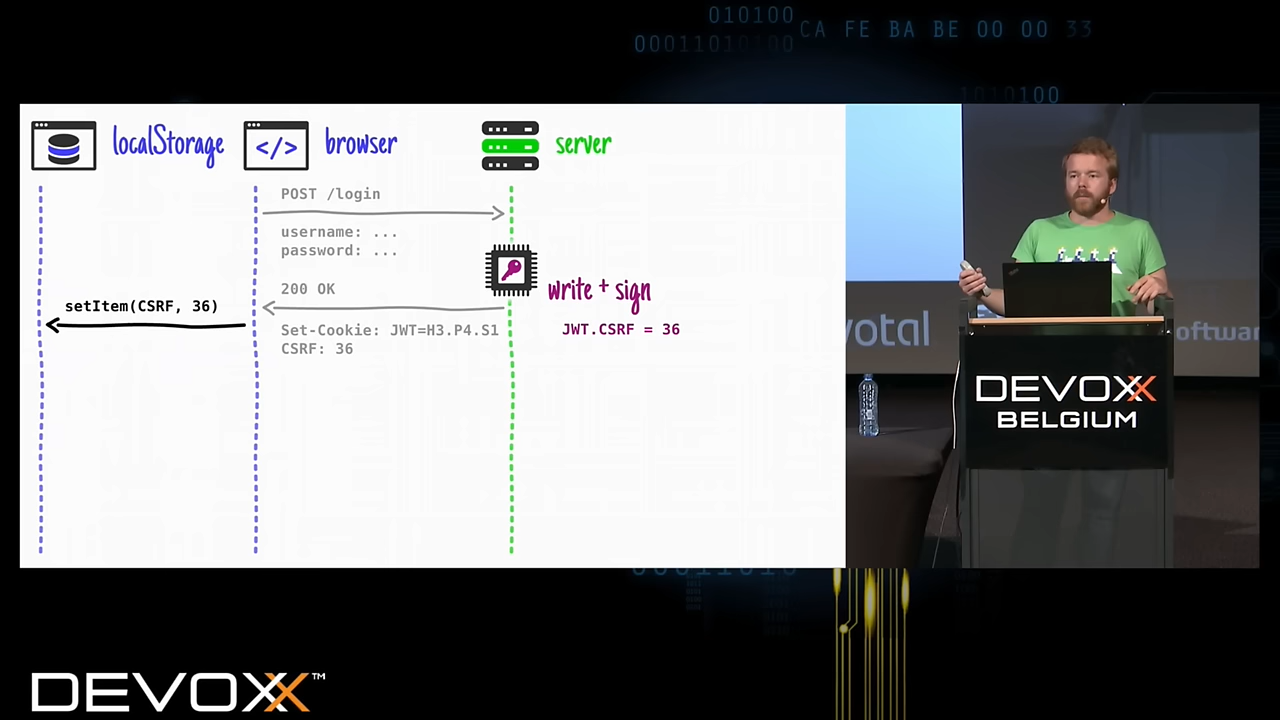 010100
00011010100
CA FE BA BE 00 00 33
1010100
localStorage
</> browser
server
POST /login
username: ...
password: ...
200 OK
write + sign
setItem(CSRF, 36)
Set-Cookie: JWT=H3.P4.S1
JWT.CSRF = 36
CSRF: 36
votal
oftwar
DEVOXX
BELGIUM
DEVOXX™